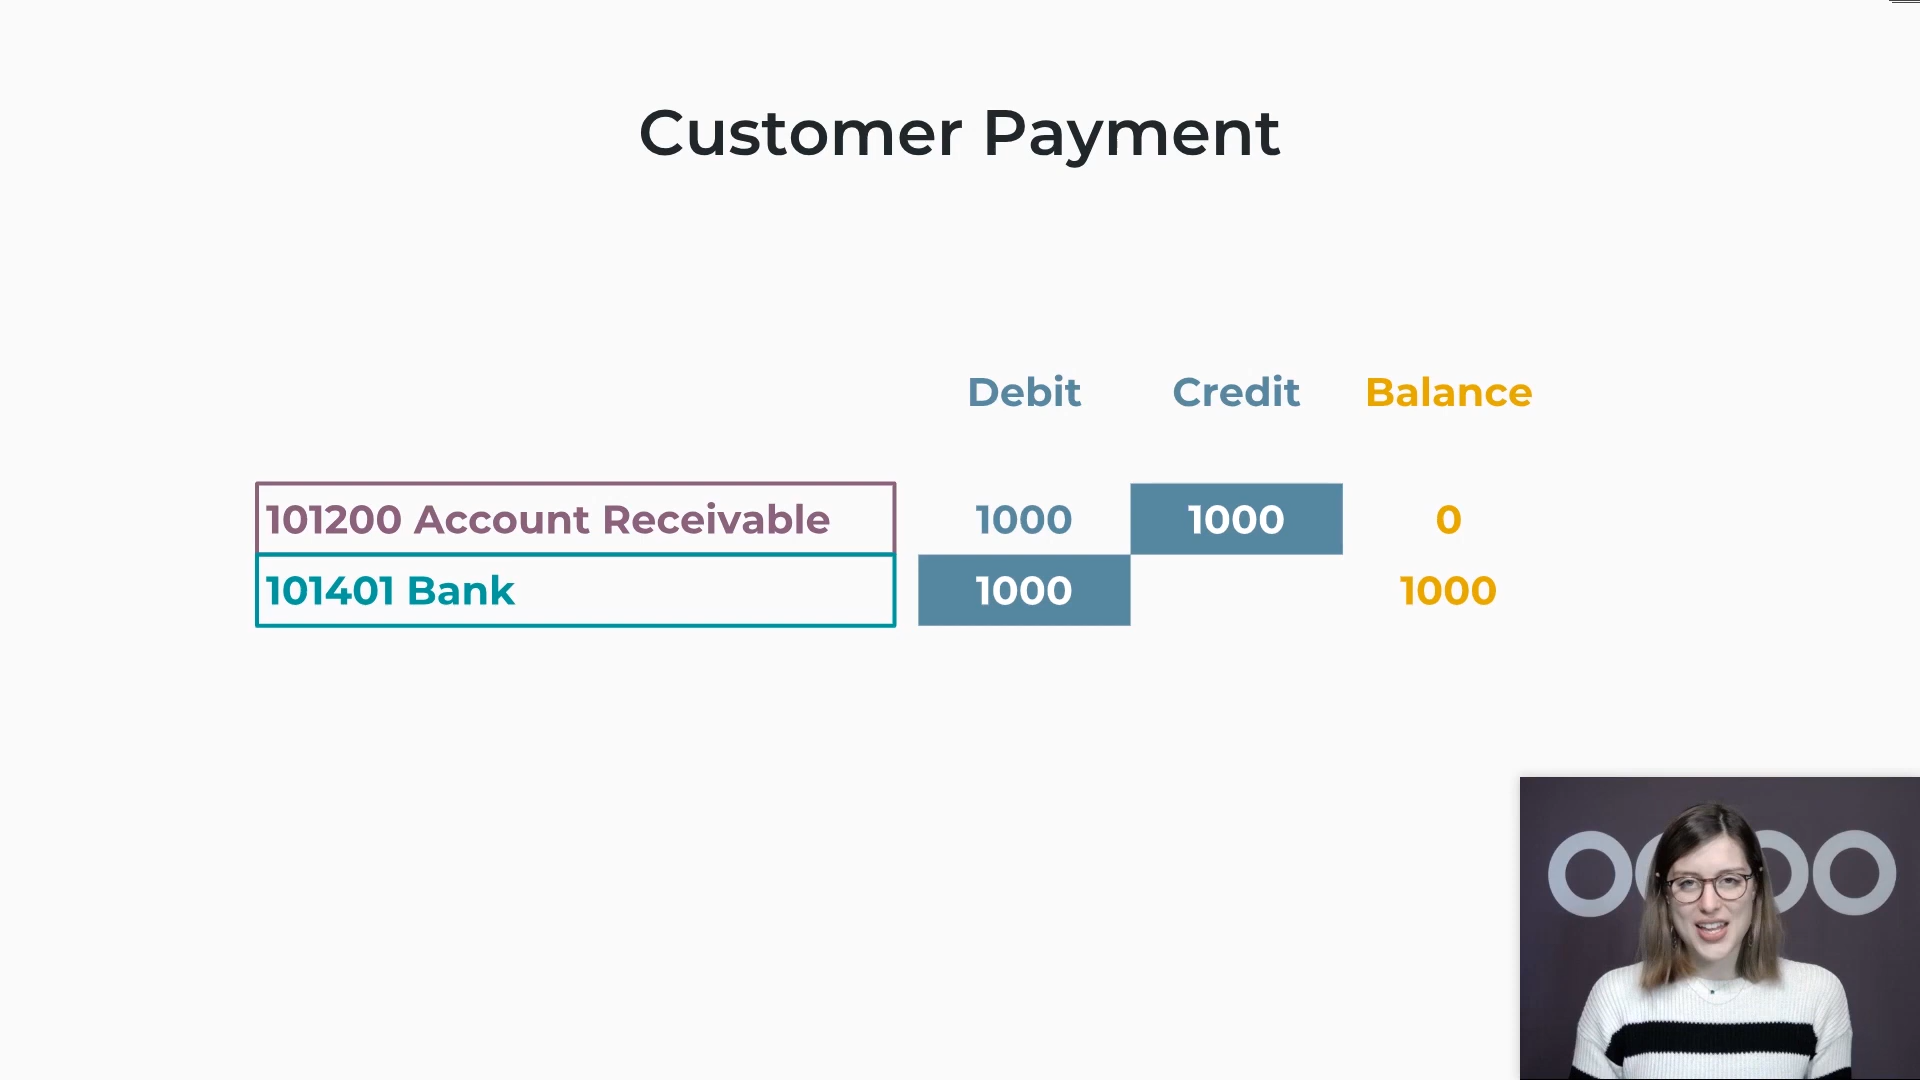 Customer Payment
Debit Credit Balance
101200 Account Receivable 1000 1000 0
101401 Bank 1000 1000